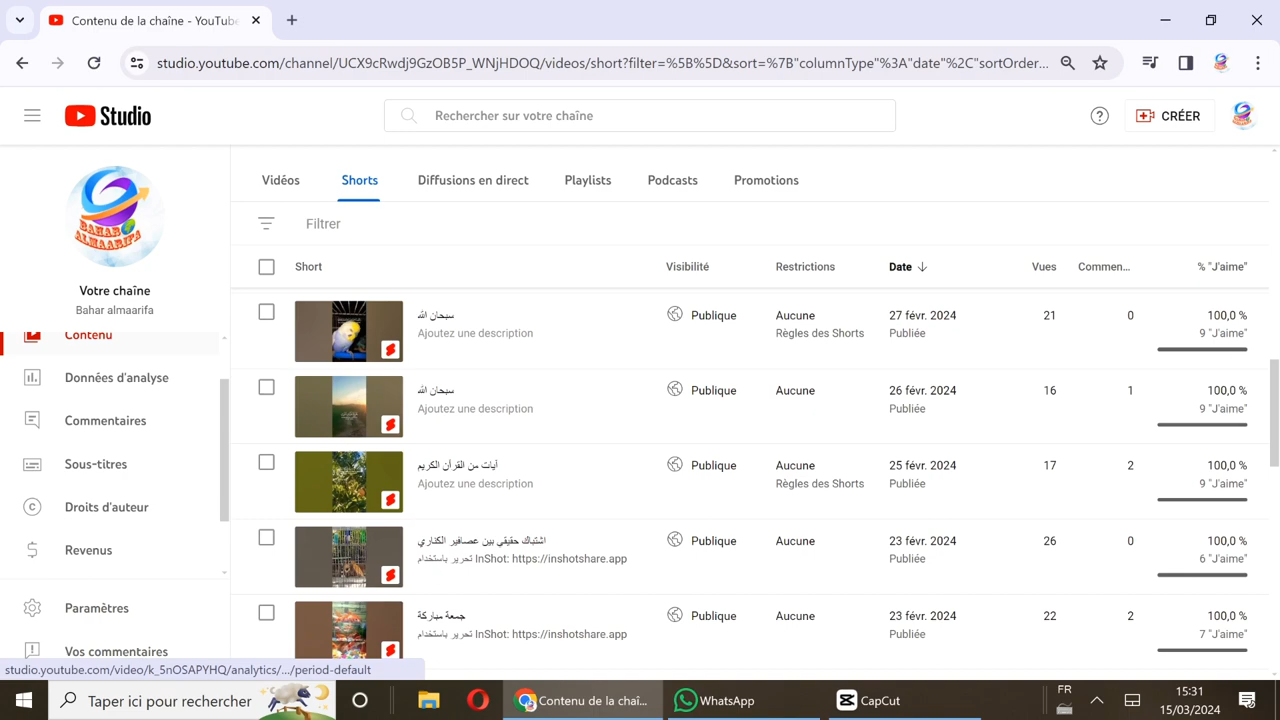 Contenu de la chaîne - YouTube
studio.youtube.com/channel/UCX9cRwdj9GzOB5P_WNjHDOQ/videos/short?filter=%5B%5D&sort=%7B"columnType"%3A"date"%2C"sortOrder...
Studio
Rechercher sur votre chaîne
CRÉER
BAHAR
ALMAARIFA
Votre chaîne
Bahar almaarifa
Contenu
Données d'analyse
Commentaires
Sous-titres
Droits d'auteur
Revenus
Paramètres
Vos commentaires
Vidéos Shorts Diffusions en direct Playlists Podcasts Promotions
Filtrer
Short Visibilité Restrictions Date Vues Commen... % "J'aime"
سبحان الله Publique Aucune 27 févr. 2024 21 0 100,0 %
Ajoutez une description Règles des Shorts Publiée 9 "J'aime"
سبحان الله Publique Aucune 26 févr. 2024 16 1 100,0 %
Ajoutez une description Publiée 9 "J'aime"
آيات من القرآن الكريم Publique Aucune 25 févr. 2024 17 2 100,0 %
Ajoutez une description Règles des Shorts Publiée 9 "J'aime"
اشتباك حقيقي بين عصافير الكناري Publique Aucune 23 févr. 2024 26 0 100,0 %
تحرير باستخدام InShot: https://inshotshare.app Publiée 6 "J'aime"
جمعة مباركة Publique Aucune 23 févr. 2024 22 2 100,0 %
تحرير باستخدام InShot: https://inshotshare.app Publiée 7 "J'aime"
studio.youtube.com/video/k_5nOSAPYHQ/analytics/.../period-default
Taper ici pour rechercher
Contenu de la chaî...
WhatsApp
CapCut
FR
15:31
15/03/2024